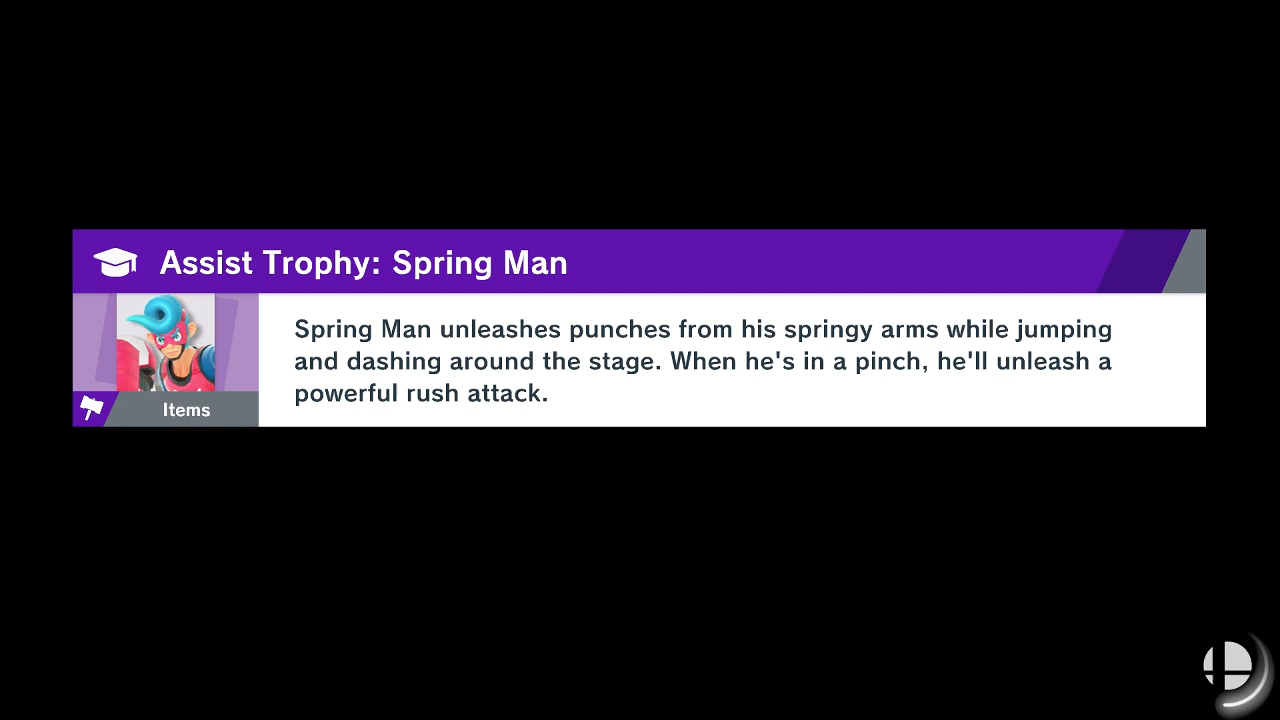 Assist Trophy: Spring Man
Spring Man unleashes punches from his springy arms while jumping
and dashing around the stage. When he's in a pinch, he'll unleash a
powerful rush attack.
Items